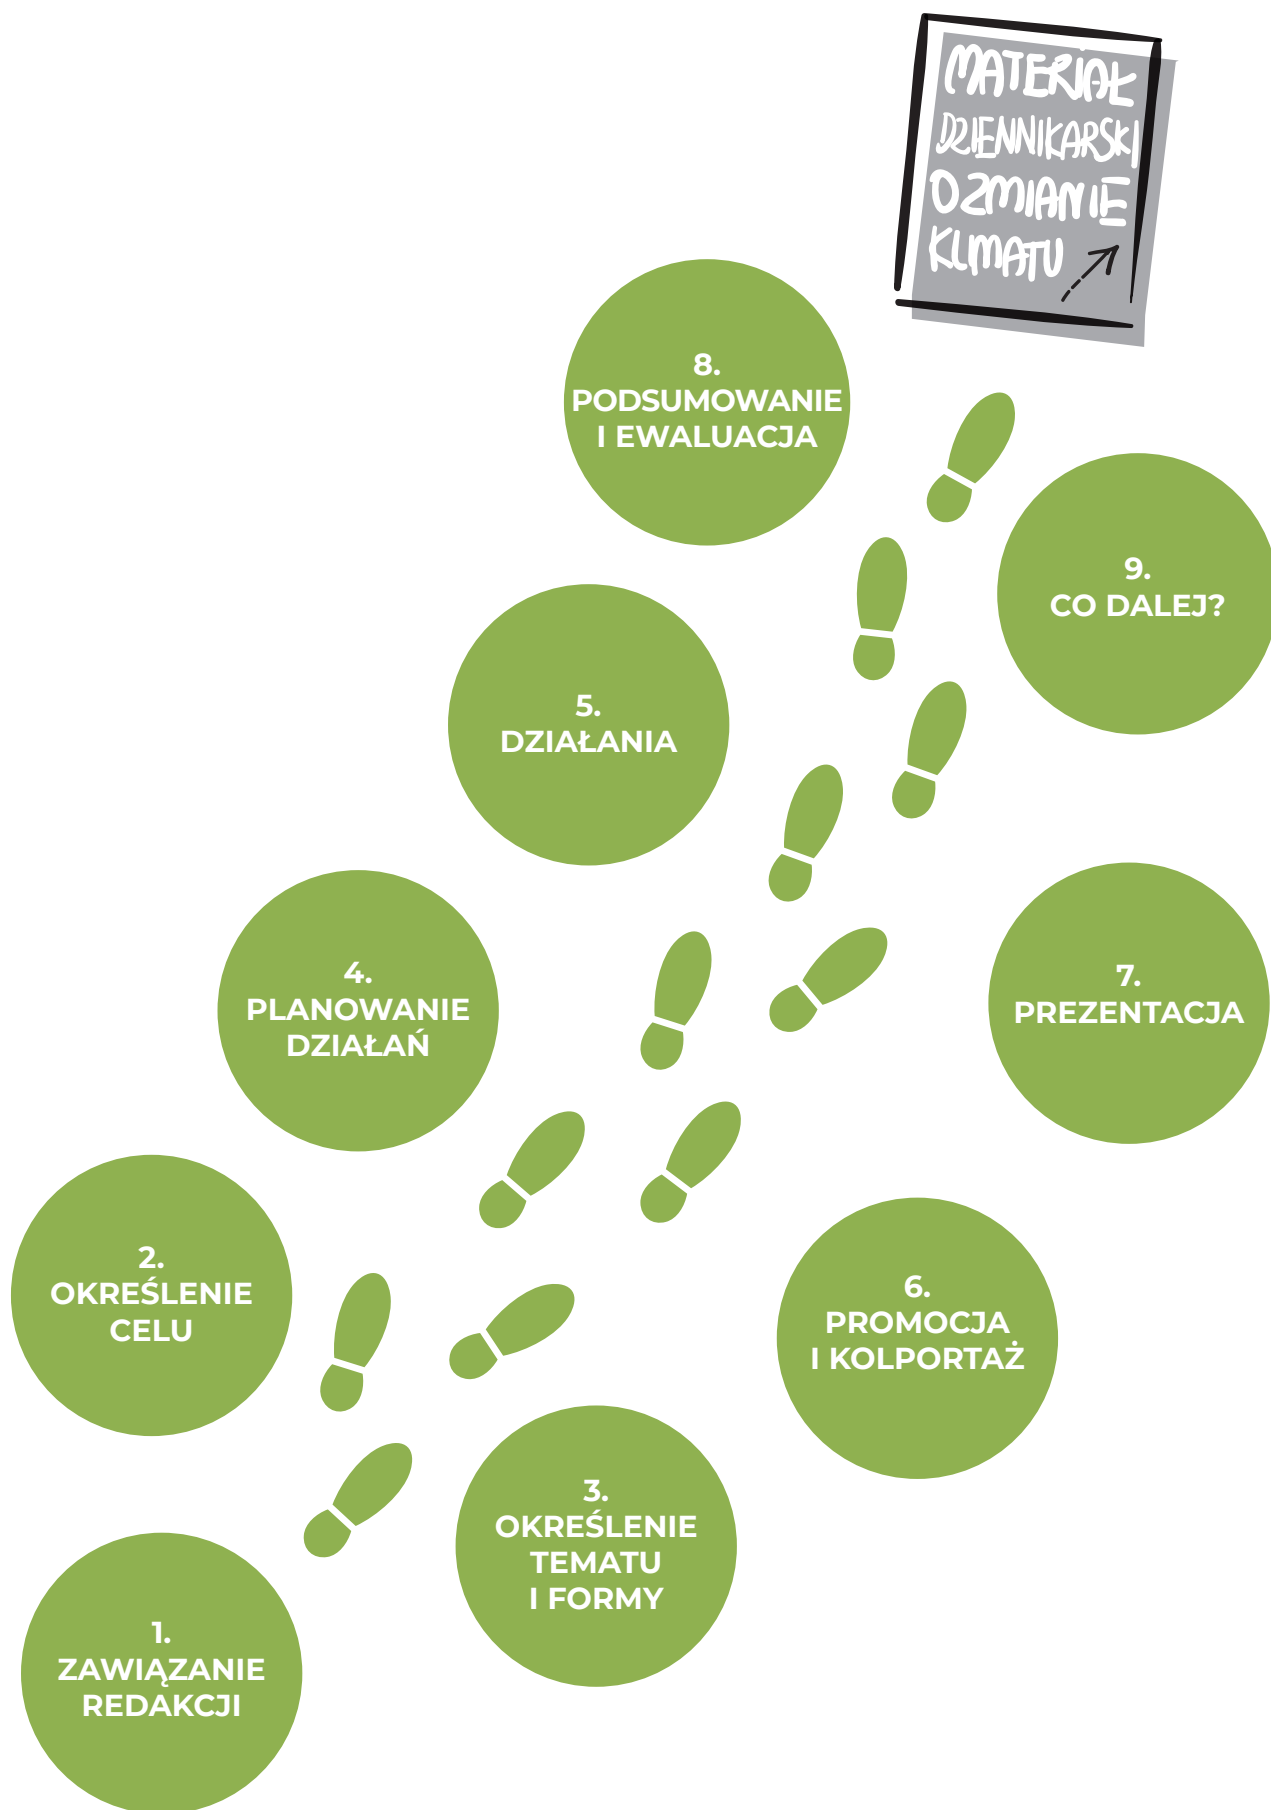 MATERIAŁ
DZIENNIKARSKI
O ZMIANIE
KLIMATU
8.
PODSUMOWANIE
I EWALUACJA
9.
CO DALEJ?
5.
DZIAŁANIA
4.
PLANOWANIE
DZIAŁAŃ
7.
PREZENTACJA
2.
OKREŚLENIE
CELU
6.
PROMOCJA
I KOLPORTAŻ
3.
OKREŚLENIE
TEMATU
I FORMY
1.
ZAWIĄZANIE
REDAKCJI